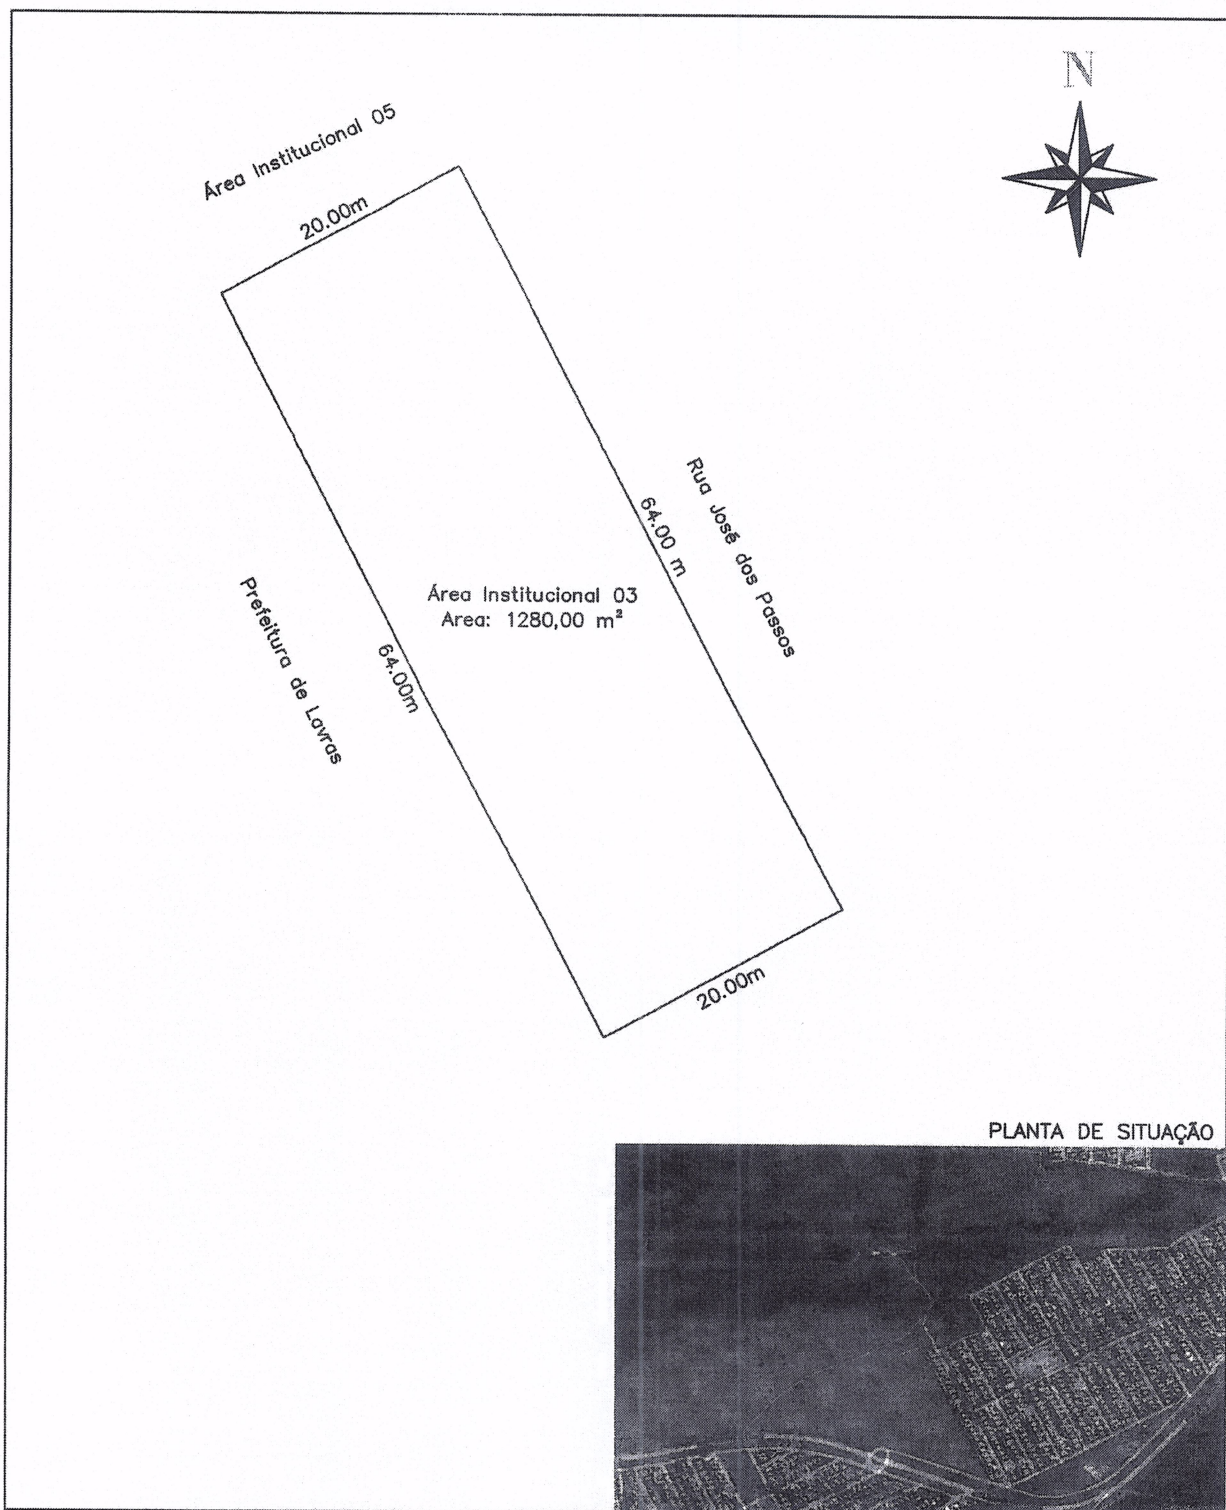 N
Área Institucional 05
20.00m
Rua José dos Passos
64.00 m
Área Institucional 03
Area: 1280,00 m²
Prefeitura de Lavras
64.00m
20.00m
PLANTA DE SITUAÇÃO